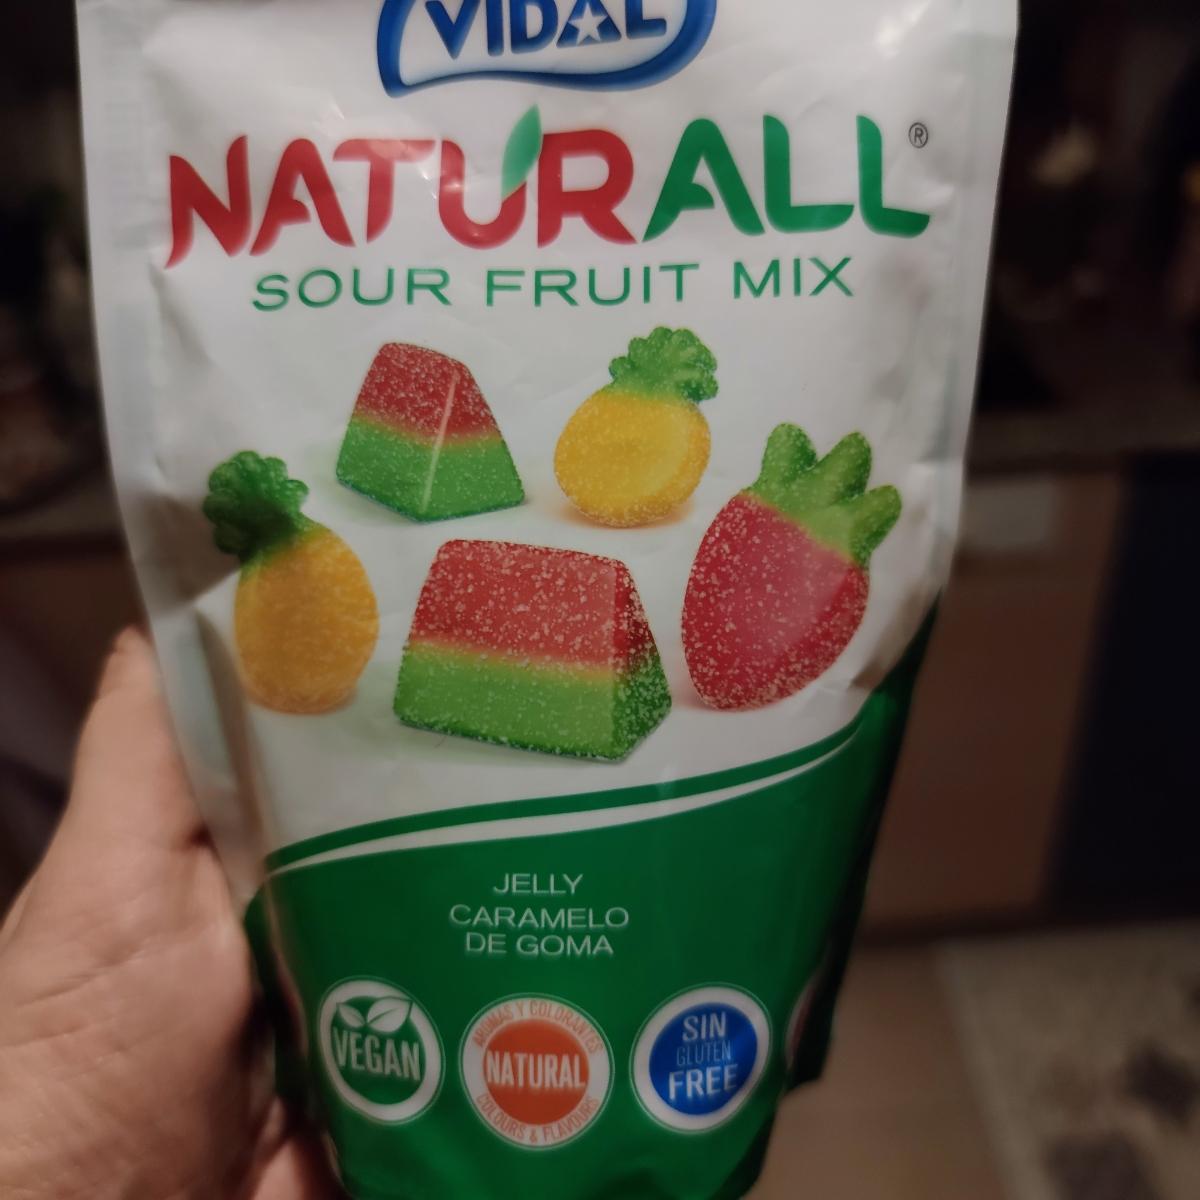 VIDAL
NATURALL®
SOUR FRUIT MIX
JELLY
CARAMELO
DE GOMA
VEGAN
AROMAS Y COLORANTES
NATURAL
COLOURS & FLAVOURS
SIN
GLUTEN
FREE